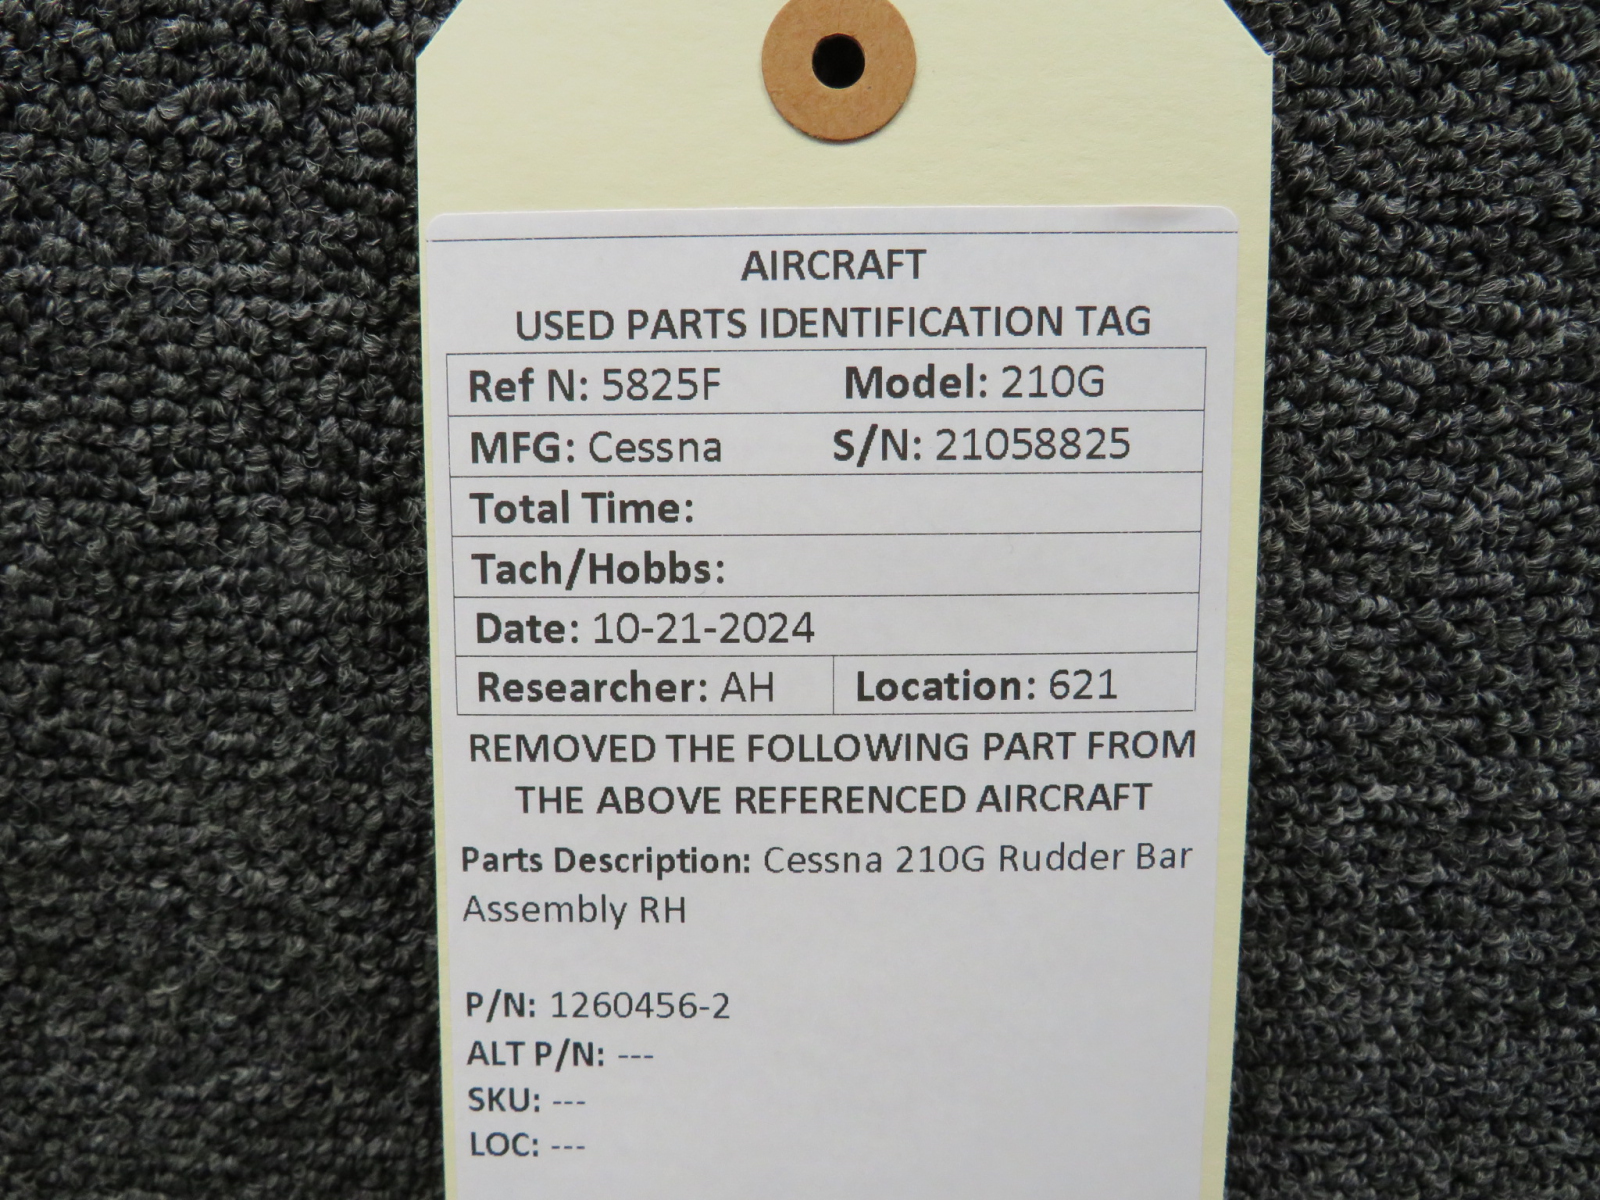 AIRCRAFT
USED PARTS IDENTIFICATION TAG
Ref N: 5825F Model: 210G
MFG: Cessna S/N: 21058825
Total Time:
Tach/Hobbs:
Date: 10-21-2024
Researcher: AH Location: 621
REMOVED THE FOLLOWING PART FROM
THE ABOVE REFERENCED AIRCRAFT
Parts Description: Cessna 210G Rudder Bar
Assembly RH
P/N: 1260456-2
ALT P/N: ---
SKU: ---
LOC: ---